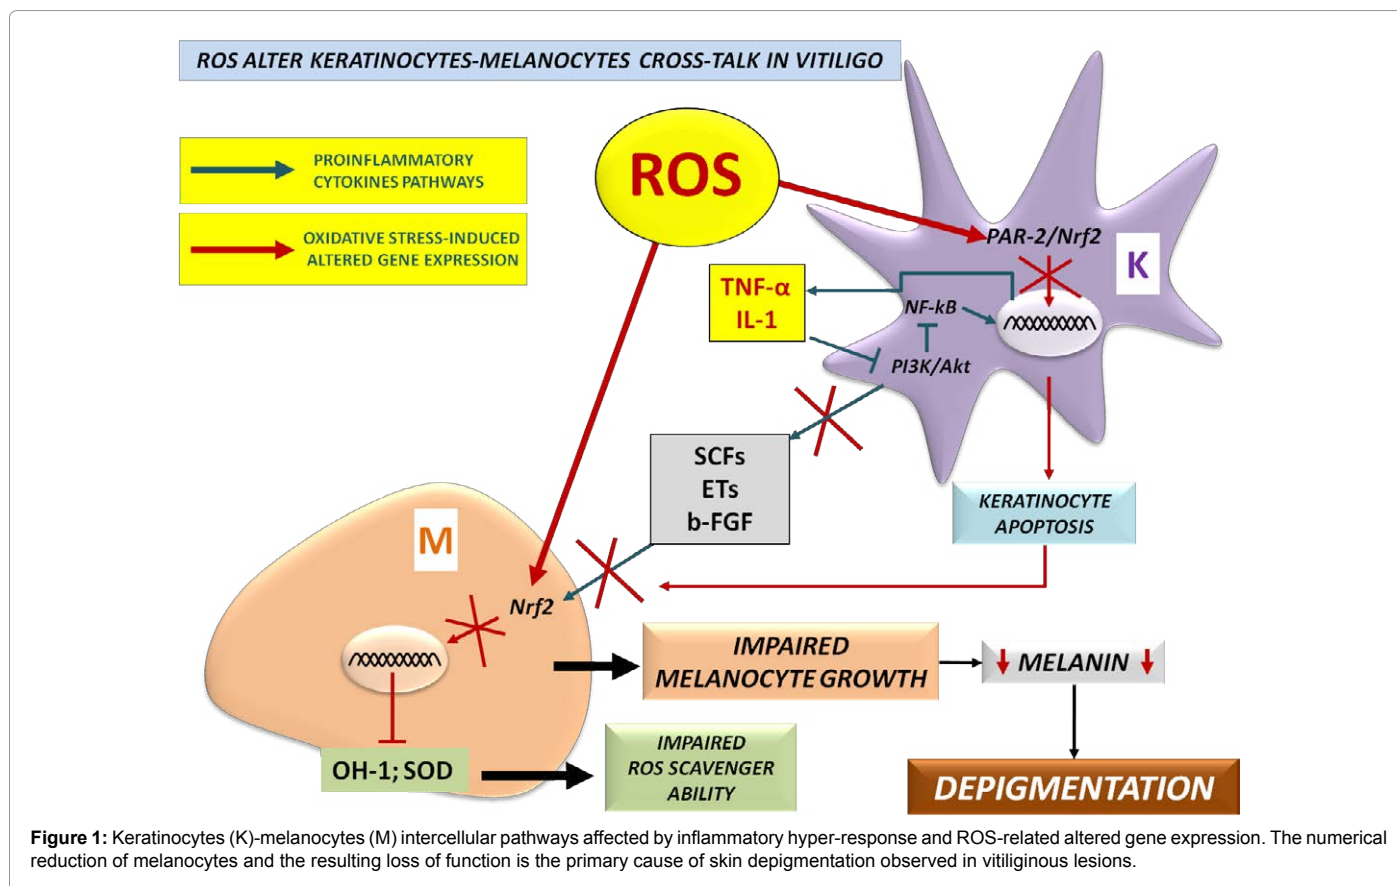 ROS ALTER KERATINOCYTES-MELANOCYTES CROSS-TALK IN VITILIGO
PROINFLAMMATORY
CYTOKINES PATHWAYS
OXIDATIVE STRESS-INDUCED
ALTERED GENE EXPRESSION
ROS
PAR-2/Nrf2
K
TNF-α
IL-1
NF-kB
PI3K/Akt
SCFs
ETs
b-FGF
KERATINOCYTE
APOPTOSIS
M
Nrf2
IMPAIRED
MELANOCYTE GROWTH
MELANIN
OH-1; SOD
IMPAIRED
ROS SCAVENGER
ABILITY
DEPIGMENTATION
Figure 1: Keratinocytes (K)-melanocytes (M) intercellular pathways affected by inflammatory hyper-response and ROS-related altered gene expression. The numerical
reduction of melanocytes and the resulting loss of function is the primary cause of skin depigmentation observed in vitiliginous lesions.